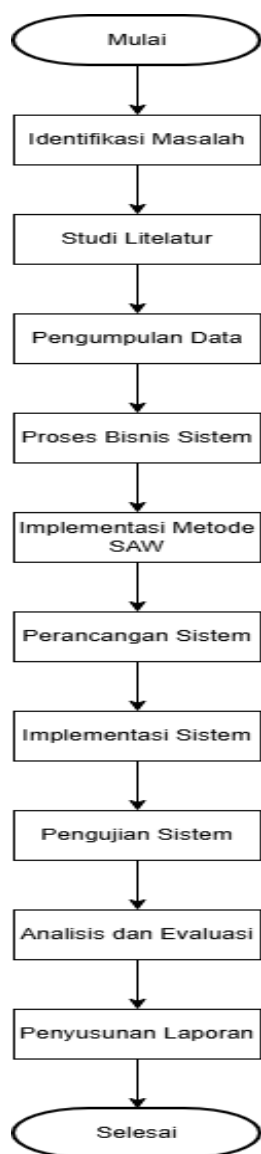 Mulai
Identifikasi Masalah
Studi Litelatur
Pengumpulan Data
Proses Bisnis Sistem
Implementasi Metode
SAW
Perancangan Sistem
Implementasi Sistem
Pengujian Sistem
Analisis dan Evaluasi
Penyusunan Laporan
Selesai